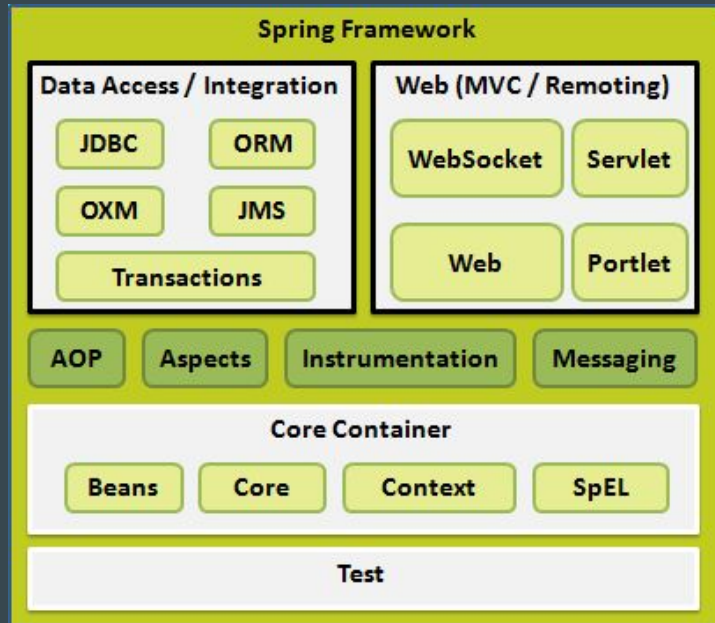 Spring Framework
Data Access / Integration
JDBC
ORM
OXM
JMS
Transactions
Web (MVC / Remoting)
WebSocket
Servlet
Web
Portlet
AOP
Aspects
Instrumentation
Messaging
Core Container
Beans
Core
Context
SpEL
Test